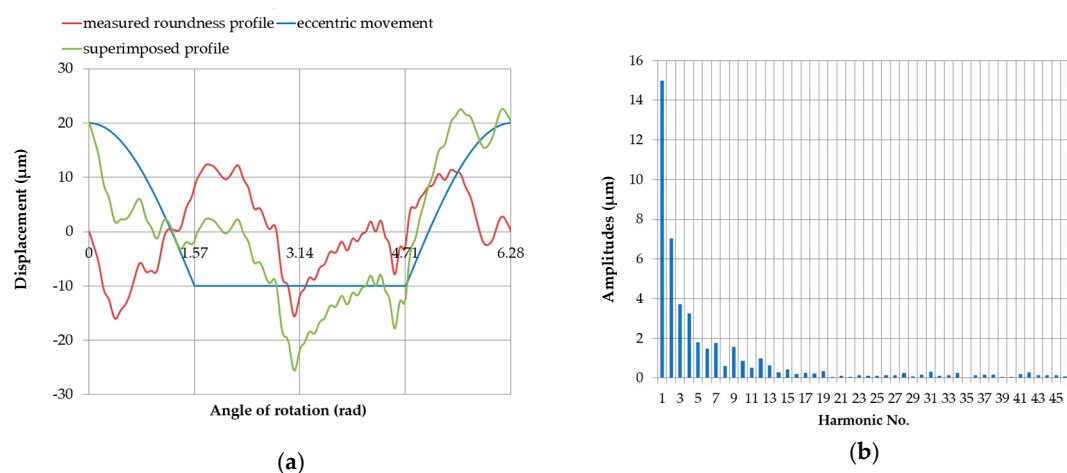 measured roundness profile
eccentric movement
superimposed profile
30
20
10
0
-10
-20
-30
0
1.57
3.14
4.71
6.28
Displacement (μm)
Angle of rotation (rad)
(a)
16
14
12
10
8
6
4
2
0
1 3 5 7 9 11 13 15 17 19 21 23 25 27 29 31 33 35 37 39 41 43 45
Amplitudes (μm)
Harmonic No.
(b)